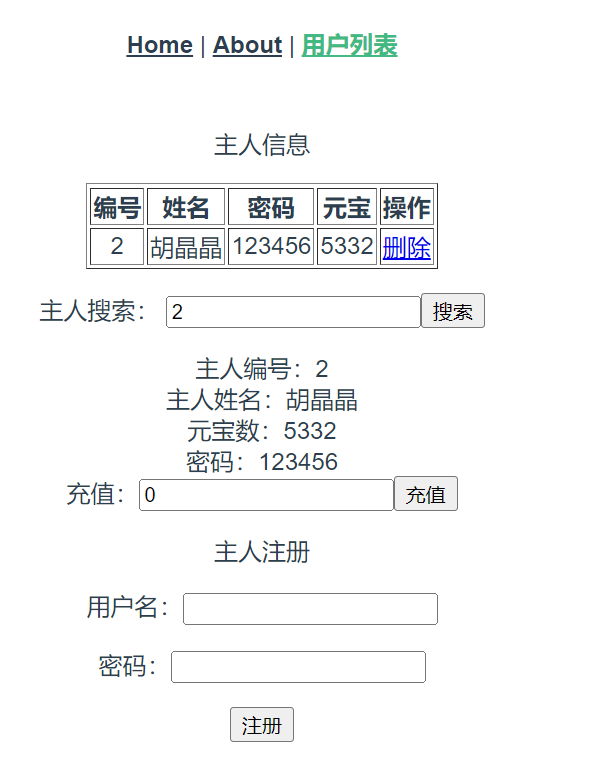 Home | About | 用户列表
主人信息
编号 姓名 密码 元宝 操作
2 胡晶晶 123456 5332 删除
主人搜索： 2 搜索
主人编号：2
主人姓名：胡晶晶
元宝数：5332
密码：123456
充值：0 充值
主人注册
用户名：
密码：
注册